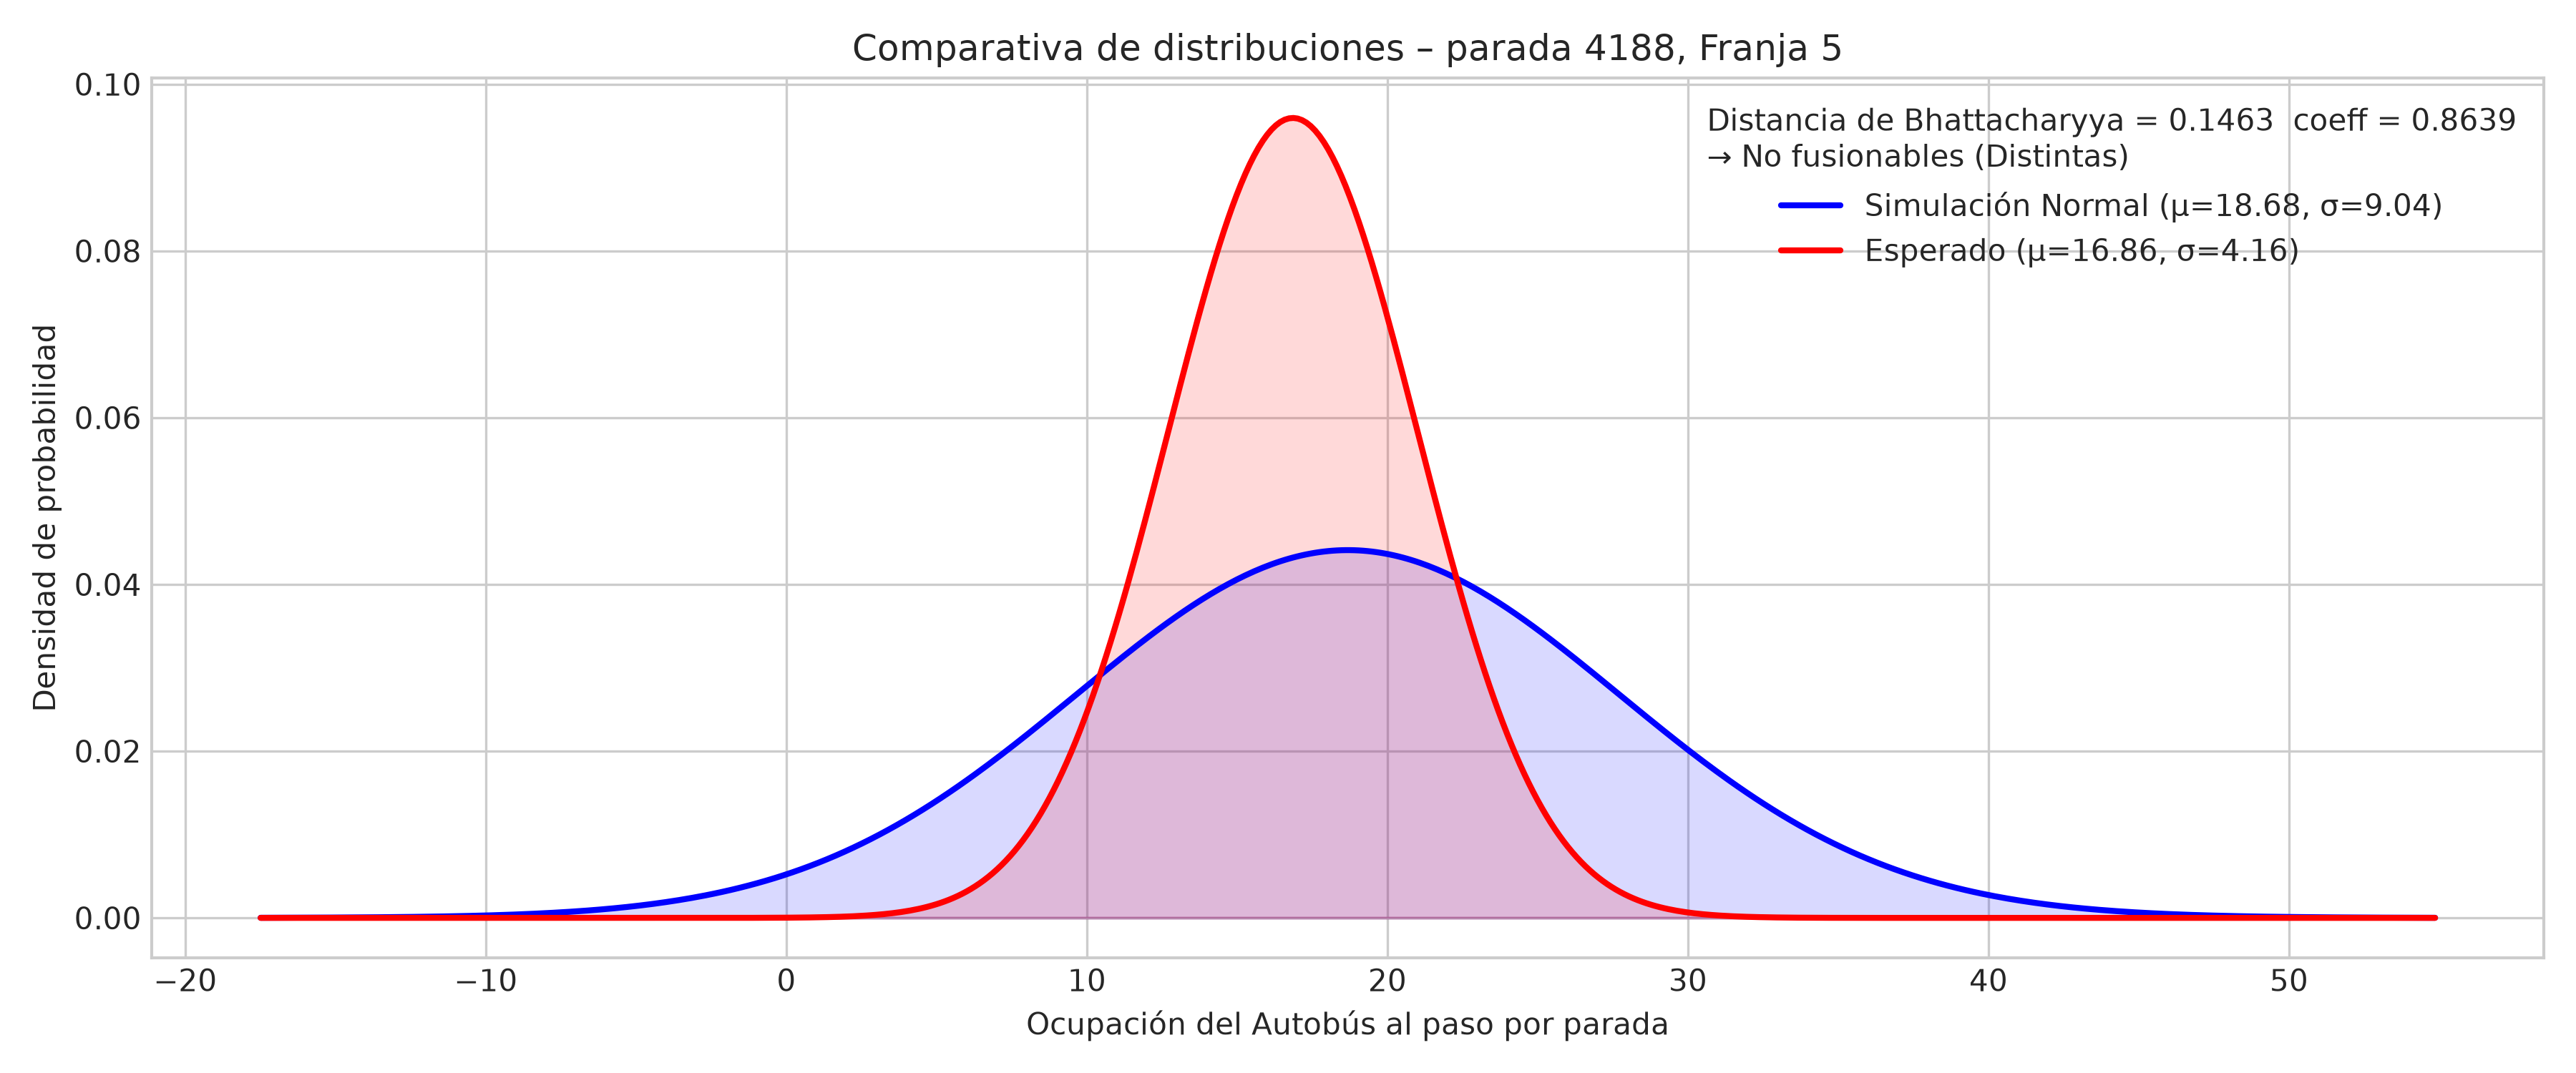 Comparativa de distribuciones – parada 4188, Franja 5
Distancia de Bhattacharyya = 0.1463  coeff = 0.8639
→ No fusionables (Distintas)
Simulación Normal (μ=18.68, σ=9.04)
Esperado (μ=16.86, σ=4.16)
Densidad de probabilidad
0.10
0.08
0.06
0.04
0.02
0.00
−20 −10 0 10 20 30 40 50
Ocupación del Autobús al paso por parada